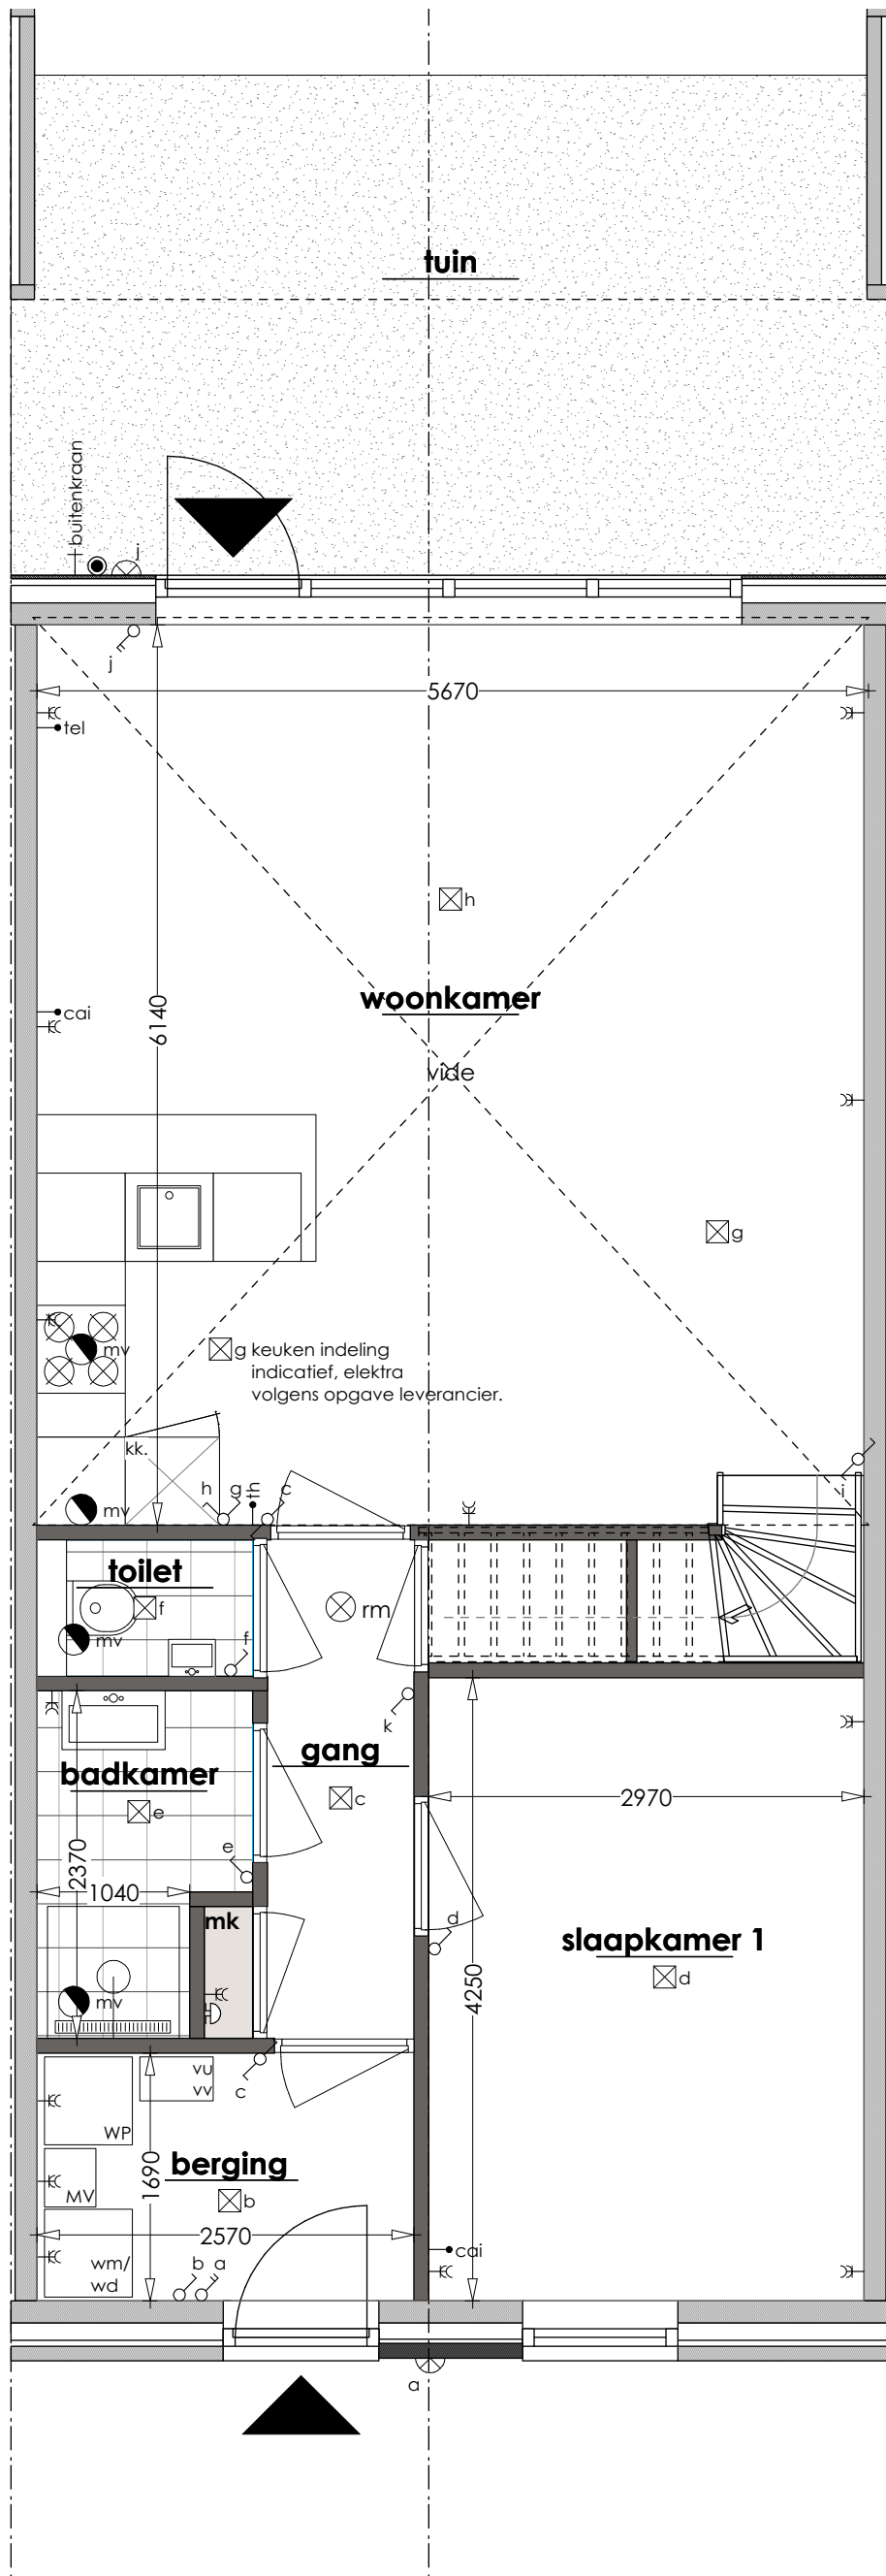 tuin
buitenkraan
j
j
5670
tel
h
woonkamer
cai
6140
vide
g
mv
g keuken indeling
indicatief, elektra
volgens opgave leverancier.
kk.
h
g
th
c
i
mv
toilet
f
rm
mv
f
k
gang
badkamer
c
e
2970
e
2370
1040
mk
d
slaapkamer 1
d
mv
4250
vu
vv
c
WP
berging
1690
MV
b
2570
cai
wm/
wd
b
a
a